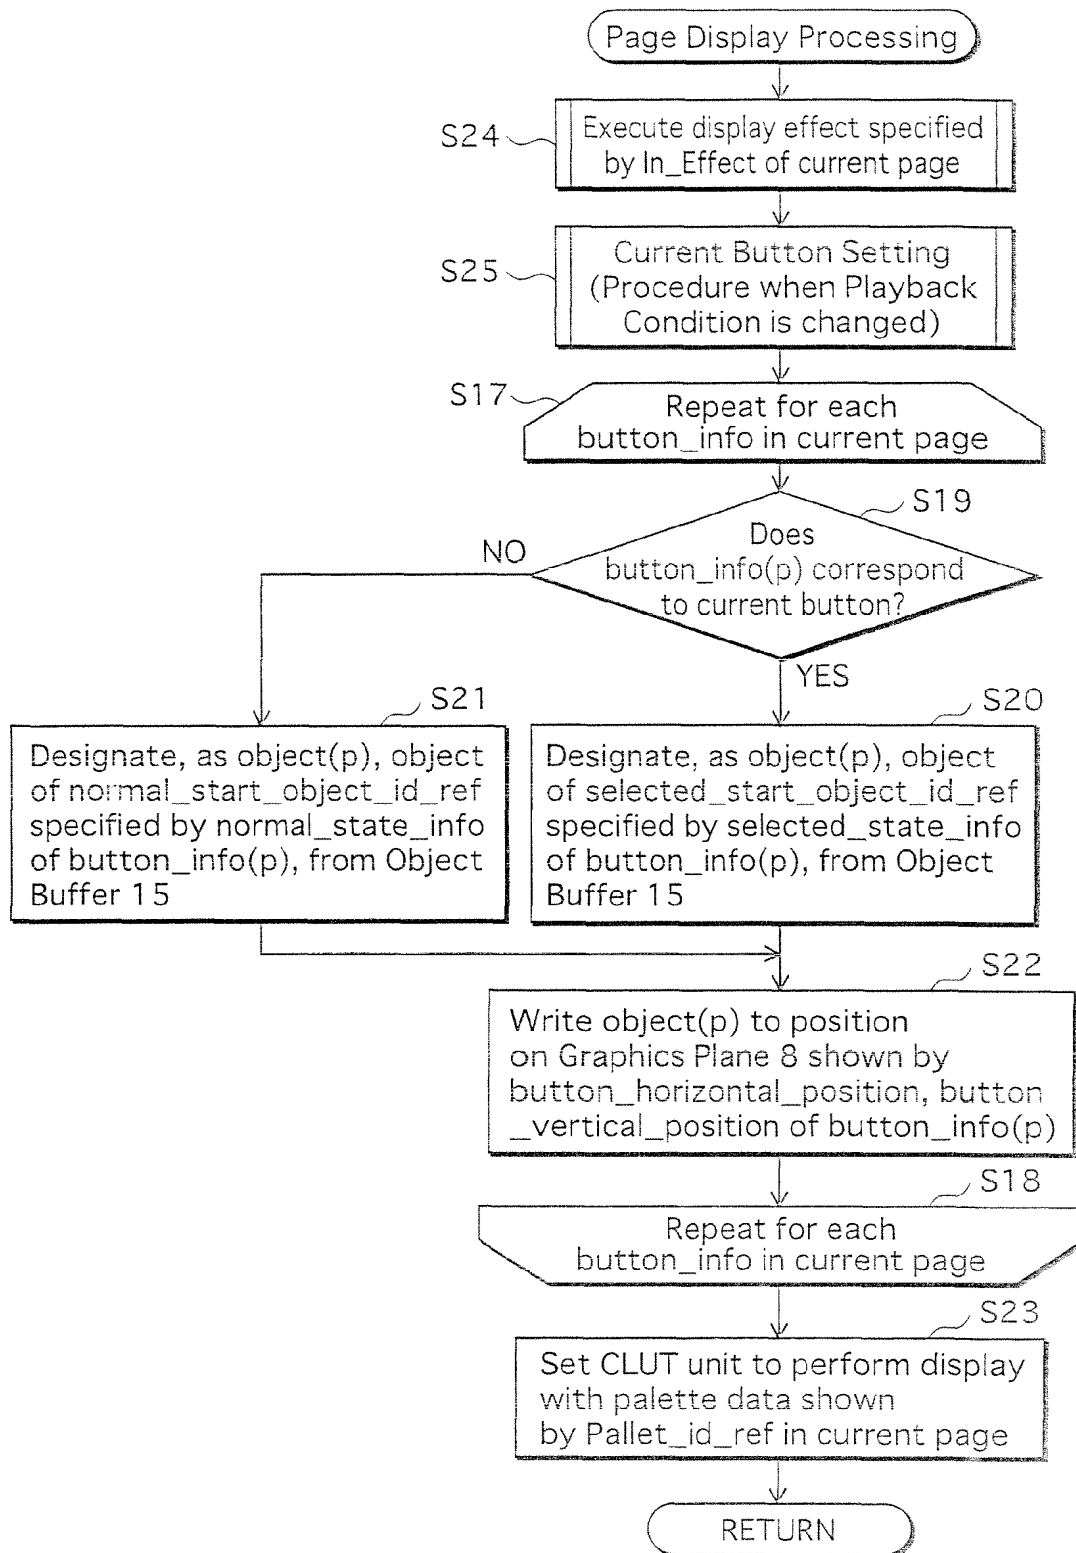 Page Display Processing
S24
Execute display effect specified
by In_Effect of current page
S25
Current Button Setting
(Procedure when Playback
Condition is changed)
S17
Repeat for each
button_info in current page
S19
Does
button_info(p) correspond
to current button?
NO
YES
S21
Designate, as object(p), object
of normal_start_object_id_ref
specified by normal_state_info
of button_info(p), from Object
Buffer 15
S20
Designate, as object(p), object
of selected_start_object_id_ref
specified by selected_state_info
of button_info(p), from Object
Buffer 15
S22
Write object(p) to position
on Graphics Plane 8 shown by
button_horizontal_position, button
_vertical_position of button_info(p)
S18
Repeat for each
button_info in current page
S23
Set CLUT unit to perform display
with palette data shown
by Pallet_id_ref in current page
RETURN